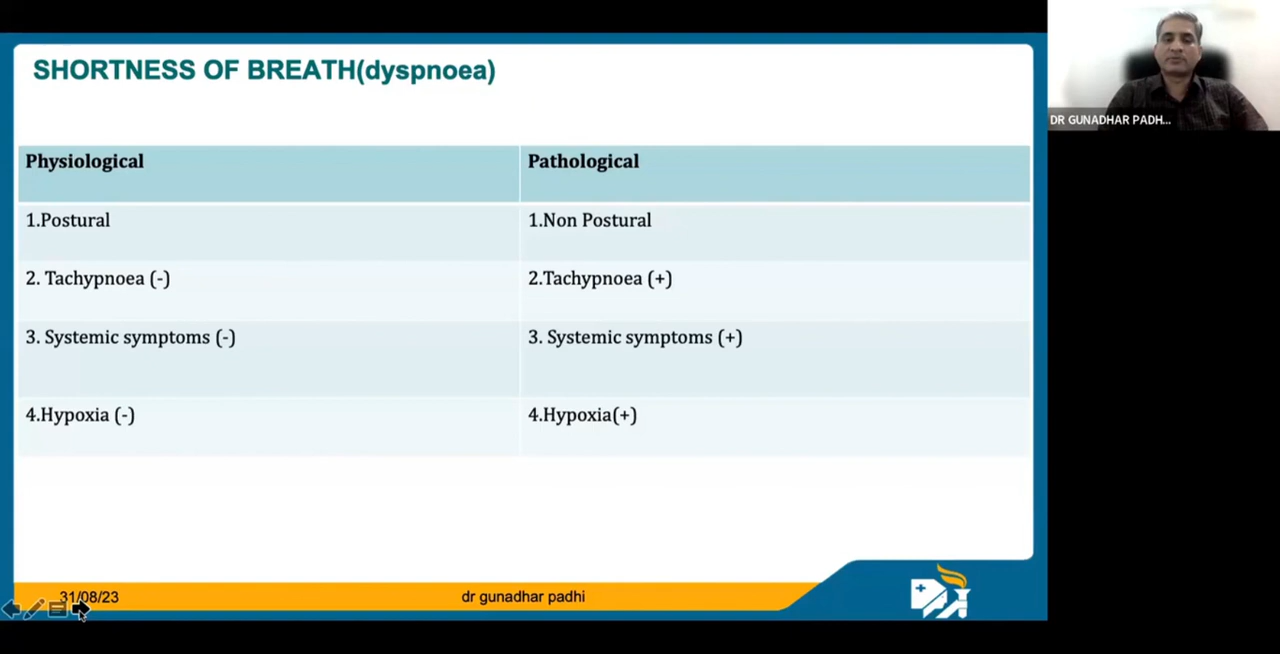 SHORTNESS OF BREATH(dyspnoea)
Physiological
Pathological
1.Postural
1.Non Postural
2. Tachypnoea (-)
2.Tachypnoea (+)
3. Systemic symptoms (-)
3. Systemic symptoms (+)
4.Hypoxia (-)
4.Hypoxia(+)
31/08/23
dr gunadhar padhi
DR GUNADHAR PADH...